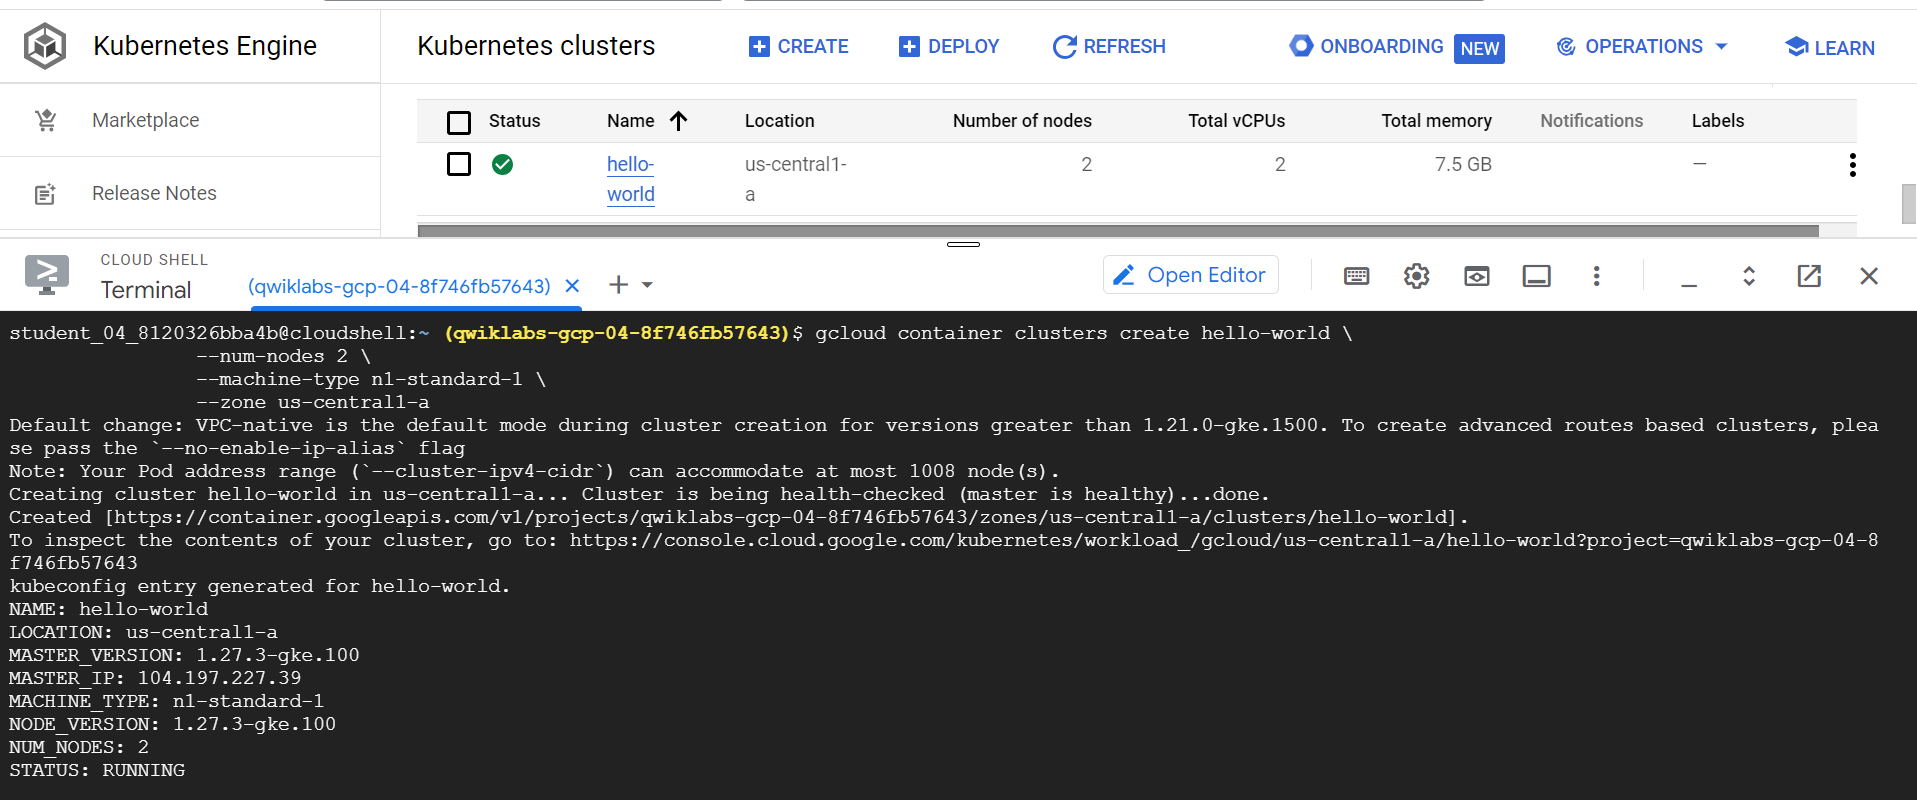 Kubernetes Engine
Kubernetes clusters
CREATE
DEPLOY
REFRESH
ONBOARDING NEW
OPERATIONS
LEARN
Marketplace
Release Notes
Status Name Location Number of nodes Total vCPUs Total memory Notifications Labels
hello- us-central1- 2 2 7.5 GB —
world a
CLOUD SHELL
Terminal
(qwiklabs-gcp-04-8f746fb57643)
Open Editor
student_04_8120326bba4b@cloudshell:~ (qwiklabs-gcp-04-8f746fb57643)$ gcloud container clusters create hello-world \
--num-nodes 2 \
--machine-type n1-standard-1 \
--zone us-central1-a
Default change: VPC-native is the default mode during cluster creation for versions greater than 1.21.0-gke.1500. To create advanced routes based clusters, plea
se pass the `--no-enable-ip-alias` flag
Note: Your Pod address range (`--cluster-ipv4-cidr`) can accommodate at most 1008 node(s).
Creating cluster hello-world in us-central1-a... Cluster is being health-checked (master is healthy)...done.
Created [https://container.googleapis.com/v1/projects/qwiklabs-gcp-04-8f746fb57643/zones/us-central1-a/clusters/hello-world].
To inspect the contents of your cluster, go to: https://console.cloud.google.com/kubernetes/workload_/gcloud/us-central1-a/hello-world?project=qwiklabs-gcp-04-8
f746fb57643
kubeconfig entry generated for hello-world.
NAME: hello-world
LOCATION: us-central1-a
MASTER_VERSION: 1.27.3-gke.100
MASTER_IP: 104.197.227.39
MACHINE_TYPE: n1-standard-1
NODE_VERSION: 1.27.3-gke.100
NUM_NODES: 2
STATUS: RUNNING